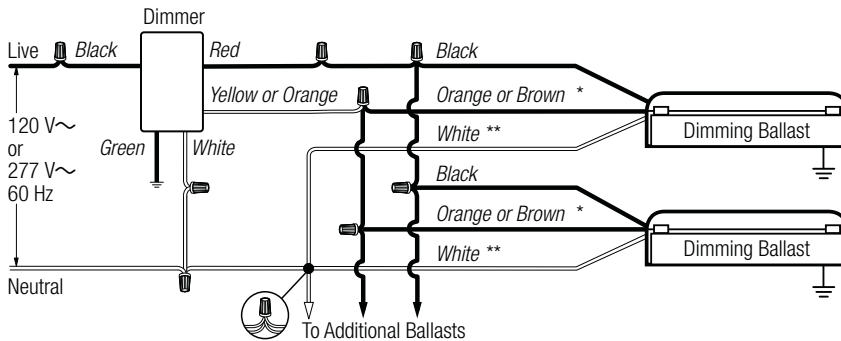 Dimmer
Live
Black
Red
Black
Yellow or Orange
Orange or Brown *
120 V~
or
277 V~
60 Hz
Green
White
White **
Dimming Ballast
Black
Orange or Brown *
White **
Dimming Ballast
Neutral
To Additional Ballasts